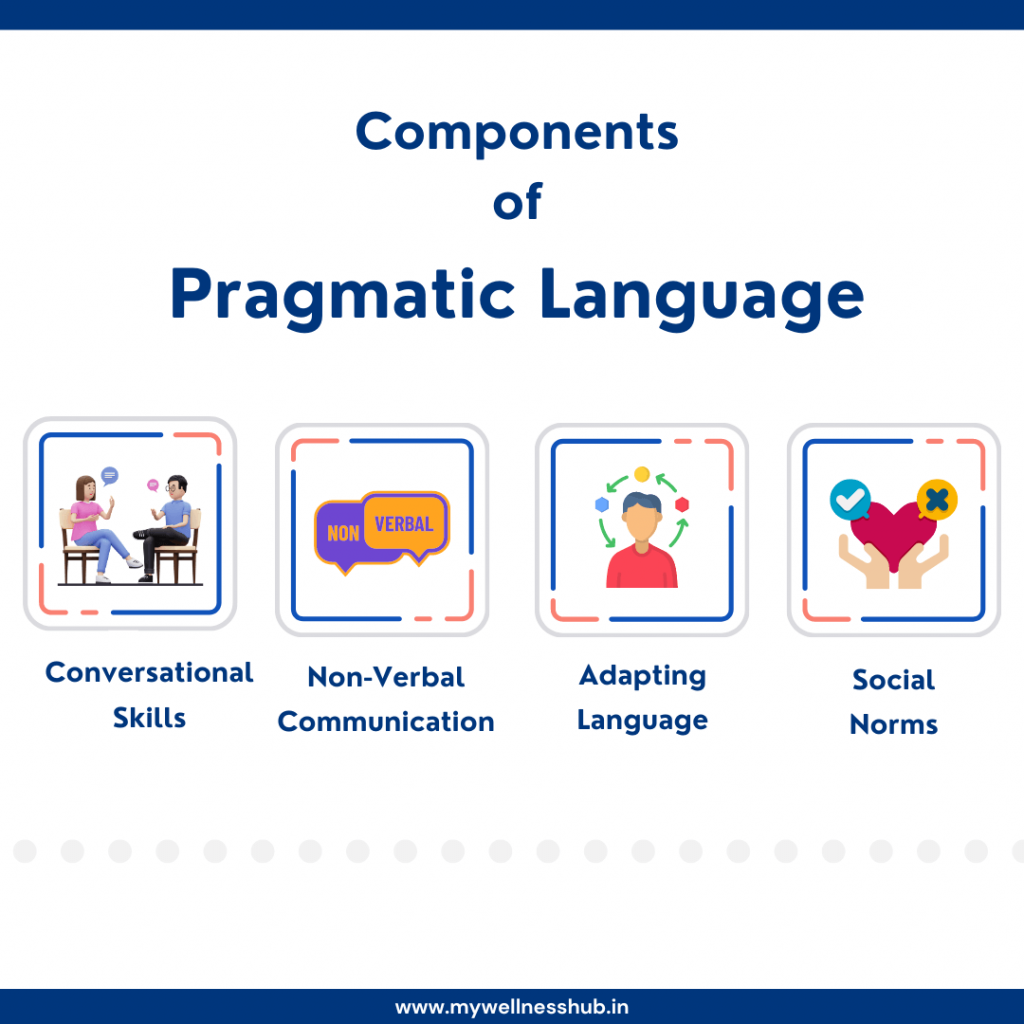 Components
of
Pragmatic Language
NON
VERBAL
Conversational
Skills
Non-Verbal
Communication
Adapting
Language
Social
Norms
www.mywellnesshub.in